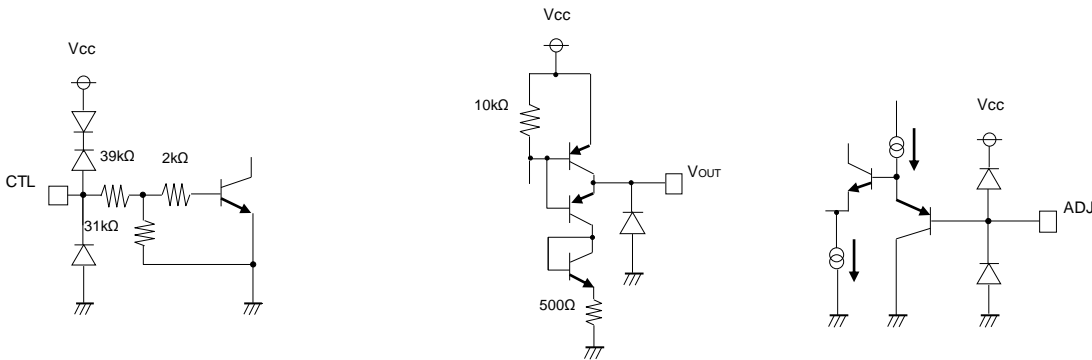 Vcc
39kΩ
2kΩ
CTL
31kΩ
Vcc
10kΩ
VOUT
500Ω
Vcc
ADJ